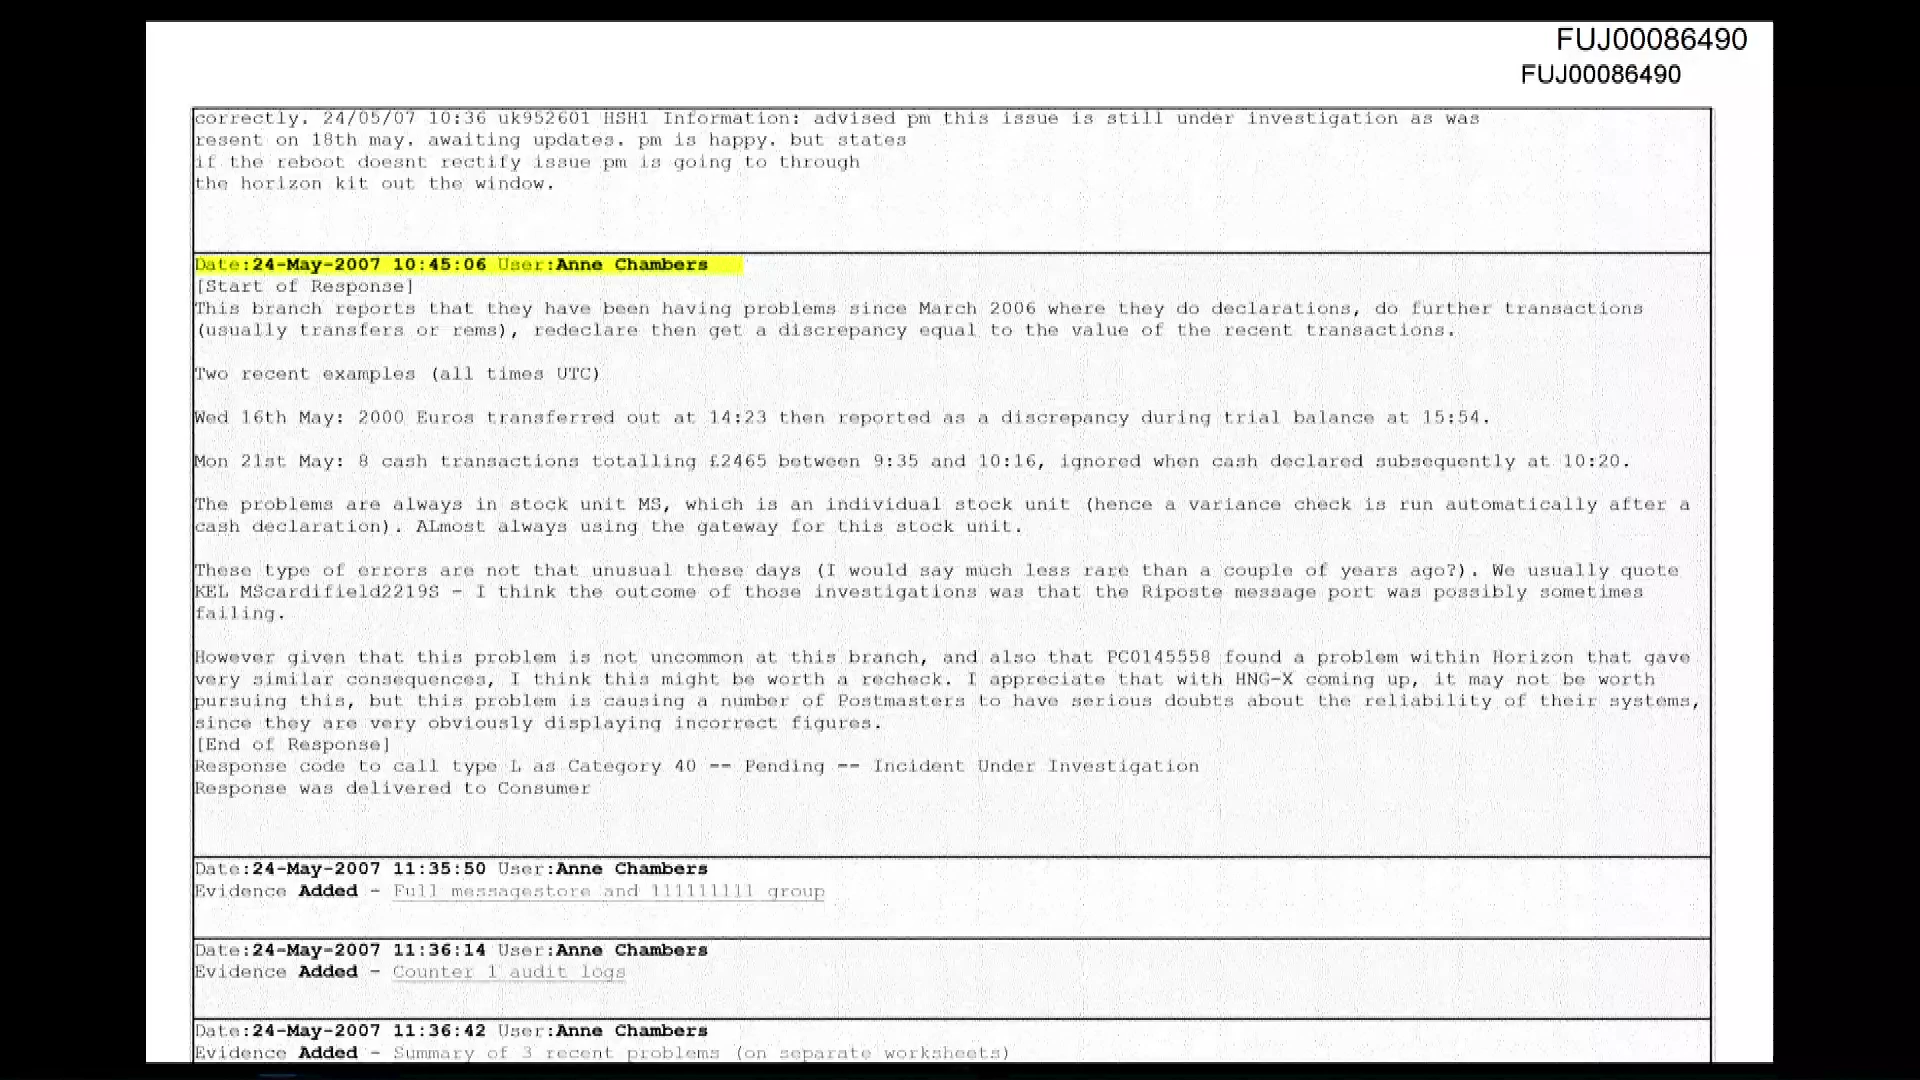 FUJ00086490
FUJ00086490
correctly. 24/05/07 10:36 uk952601 HSH1 Information: advised pm this issue is still under investigation as was
resent on 18th may. awaiting updates. pm is happy. but states
if the reboot doesnt rectify issue pm is going to through
the horizon kit out the window.
Date:24-May-2007 10:45:06 User:Anne Chambers
[Start of Response]
This branch reports that they have been having problems since March 2006 where they do declarations, do further transactions
(usually transfers or rems), redeclare then get a discrepancy equal to the value of the recent transactions.
Two recent examples (all times UTC)
Wed 16th May: 2000 Euros transferred out at 14:23 then reported as a discrepancy during trial balance at 15:54.
Mon 21st May: 8 cash transactions totalling £2465 between 9:35 and 10:16, ignored when cash declared subsequently at 10:20.
The problems are always in stock unit MS, which is an individual stock unit (hence a variance check is run automatically after a
cash declaration). ALmost always using the gateway for this stock unit.
These type of errors are not that unusual these days (I would say much less rare than a couple of years ago?). We usually quote
KEL MScardifield2219S - I think the outcome of those investigations was that the Riposte message port was possibly sometimes
failing.
However given that this problem is not uncommon at this branch, and also that PC0145558 found a problem within Horizon that gave
very similar consequences, I think this might be worth a recheck. I appreciate that with HNG-X coming up, it may not be worth
pursuing this, but this problem is causing a number of Postmasters to have serious doubts about the reliability of their systems,
since they are very obviously displaying incorrect figures.
[End of Response]
Response code to call type L as Category 40 -- Pending -- Incident Under Investigation
Response was delivered to Consumer
Date:24-May-2007 11:35:50 User:Anne Chambers
Evidence Added - Full messagestore and 111111111 group
Date:24-May-2007 11:36:14 User:Anne Chambers
Evidence Added - Counter 1 audit logs
Date:24-May-2007 11:36:42 User:Anne Chambers
Evidence Added - Summary of 3 recent problems (on separate worksheets)